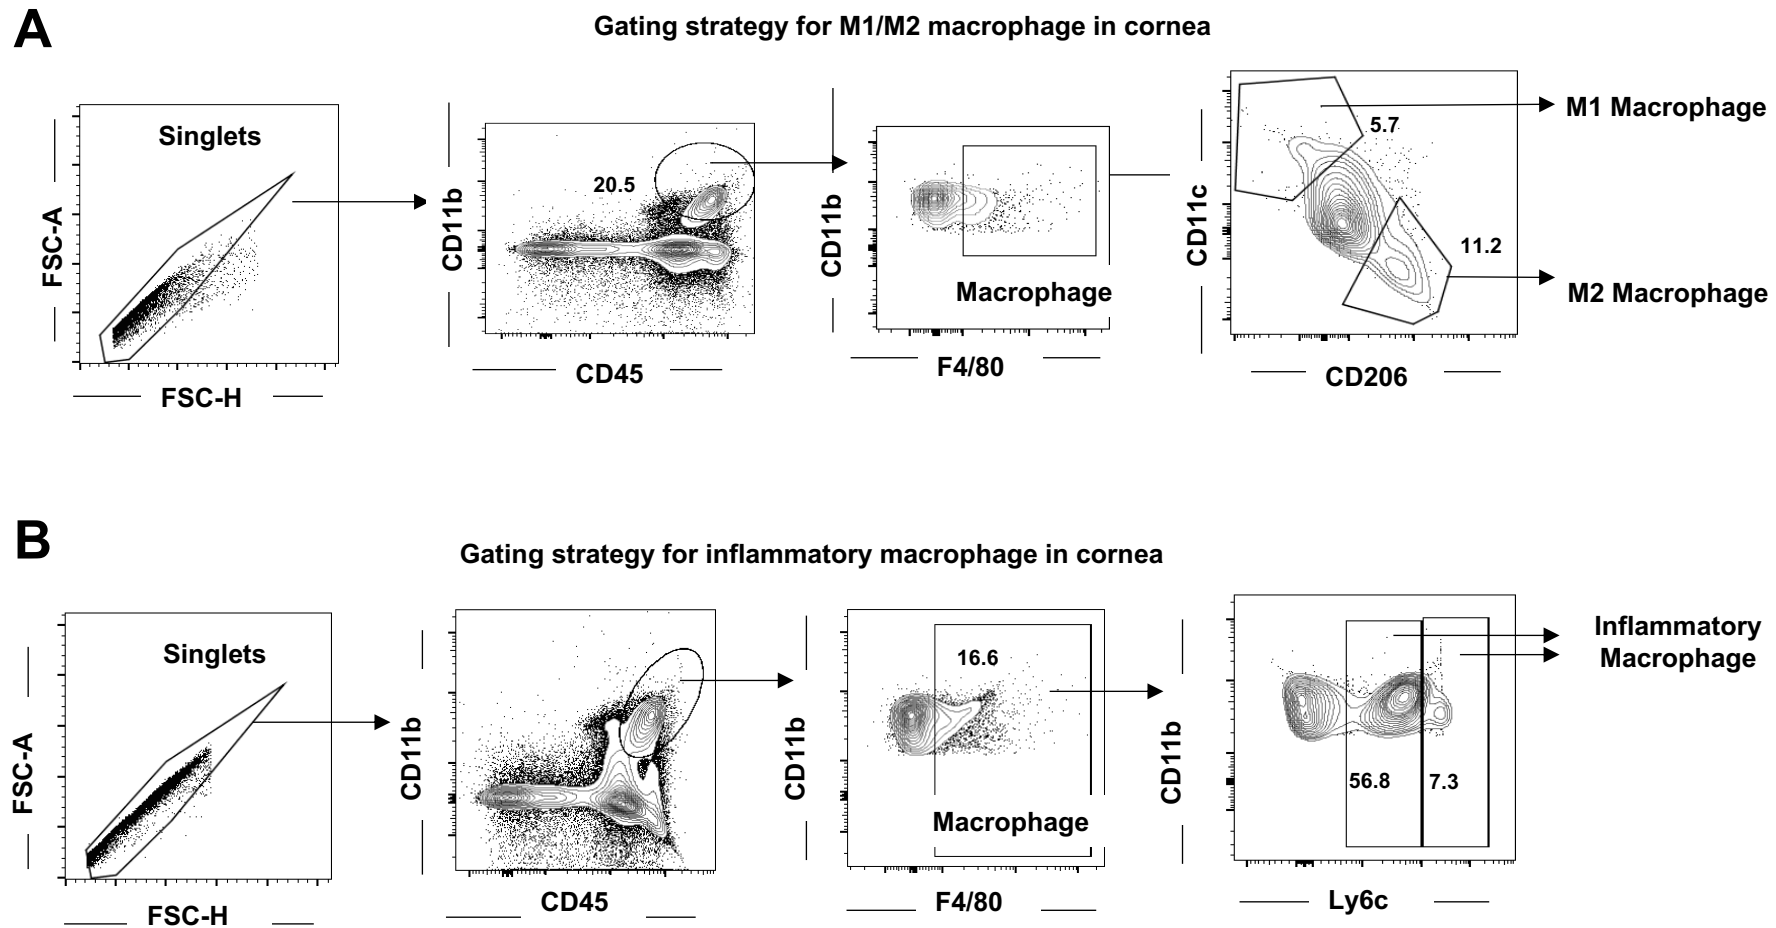 A
Gating strategy for M1/M2 macrophage in cornea
Singlets
FSC-A
FSC-H
20.5
CD11b
CD45
CD11b
Macrophage
F4/80
CD11c
5.7
11.2
CD206
M1 Macrophage
M2 Macrophage
B
Gating strategy for inflammatory macrophage in cornea
Singlets
FSC-A
FSC-H
CD11b
CD45
16.6
CD11b
Macrophage
F4/80
CD11b
56.8
7.3
Ly6c
Inflammatory
Macrophage